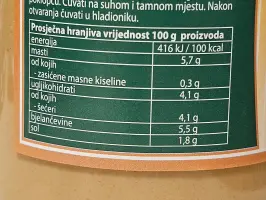 poklopcu. Čuvati na suhom i tamnom mjestu. Nakon
otvaranja čuvati u hladioniku.
Prosječna hranjiva vrijednost 100 g proizvoda
energija 416 kJ / 100 kcal
masti 5,7 g
od kojih
- zasićene masne kiseline 0,3 g
ugljikohidrati 4,1 g
od kojih
- šećeri 4,1 g
bjelančevine 5,5 g
sol 1,8 g